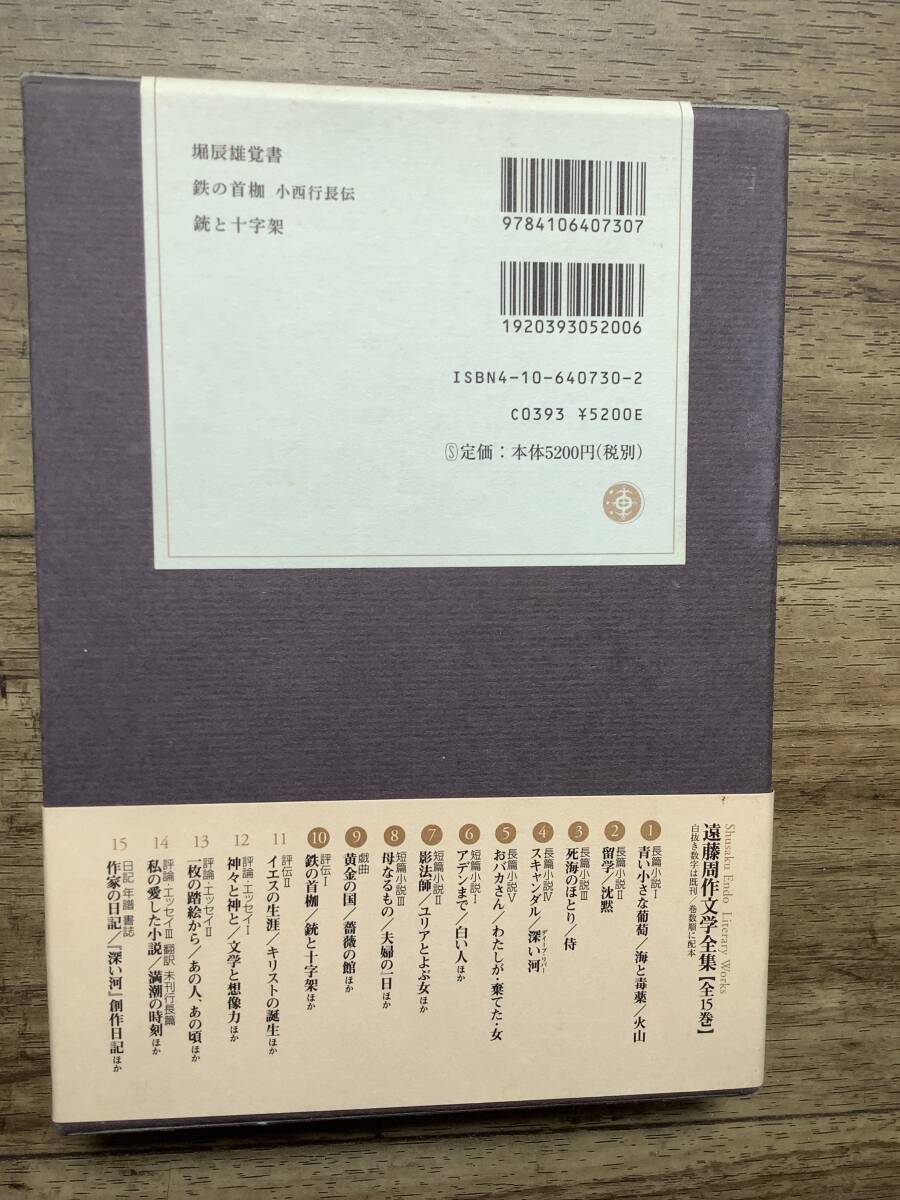 堀辰雄覚書
鉄の首枷 小西行長伝
銃と十字架
9784106407307
1920393052006
ISBN4-10-640730-2
C0393 ¥5200E
Ⓢ定価：本体5200円(税別)
Shusaku Endo Literary Works
遠藤周作文学全集【全15巻】
白抜き数字は既刊／巻数順に配本
1 長篇小説Ⅰ
青い小さな葡萄／海と毒薬／火山
2 長篇小説Ⅱ
留学／沈黙
3 長篇小説Ⅲ
死海のほとり／侍
4 長篇小説Ⅳ
スキャンダル／深い河
ディープ・リバー
5 長篇小説Ⅴ
おバカさん／わたしが・棄てた・女
6 短篇小説Ⅰ
アデンまで／白い人ほか
7 短篇小説Ⅱ
影法師／ユリアとよぶ女ほか
8 短篇小説Ⅲ
母なるもの／夫婦の一日ほか
9 戯曲
黄金の国／薔薇の館ほか
10 評伝Ⅰ
鉄の首枷／銃と十字架ほか
11 評伝Ⅱ
イエスの生涯／キリストの誕生ほか
12 評論・エッセイⅠ
神々と神と／文学と想像力ほか
13 評論・エッセイⅡ
一枚の踏絵から／あの人、あの頃ほか
14 評論・エッセイⅢ 翻訳 未刊行長篇
私の愛した小説／満潮の時刻ほか
15 日記 年譜 書誌
作家の日記／『深い河』創作日記ほか